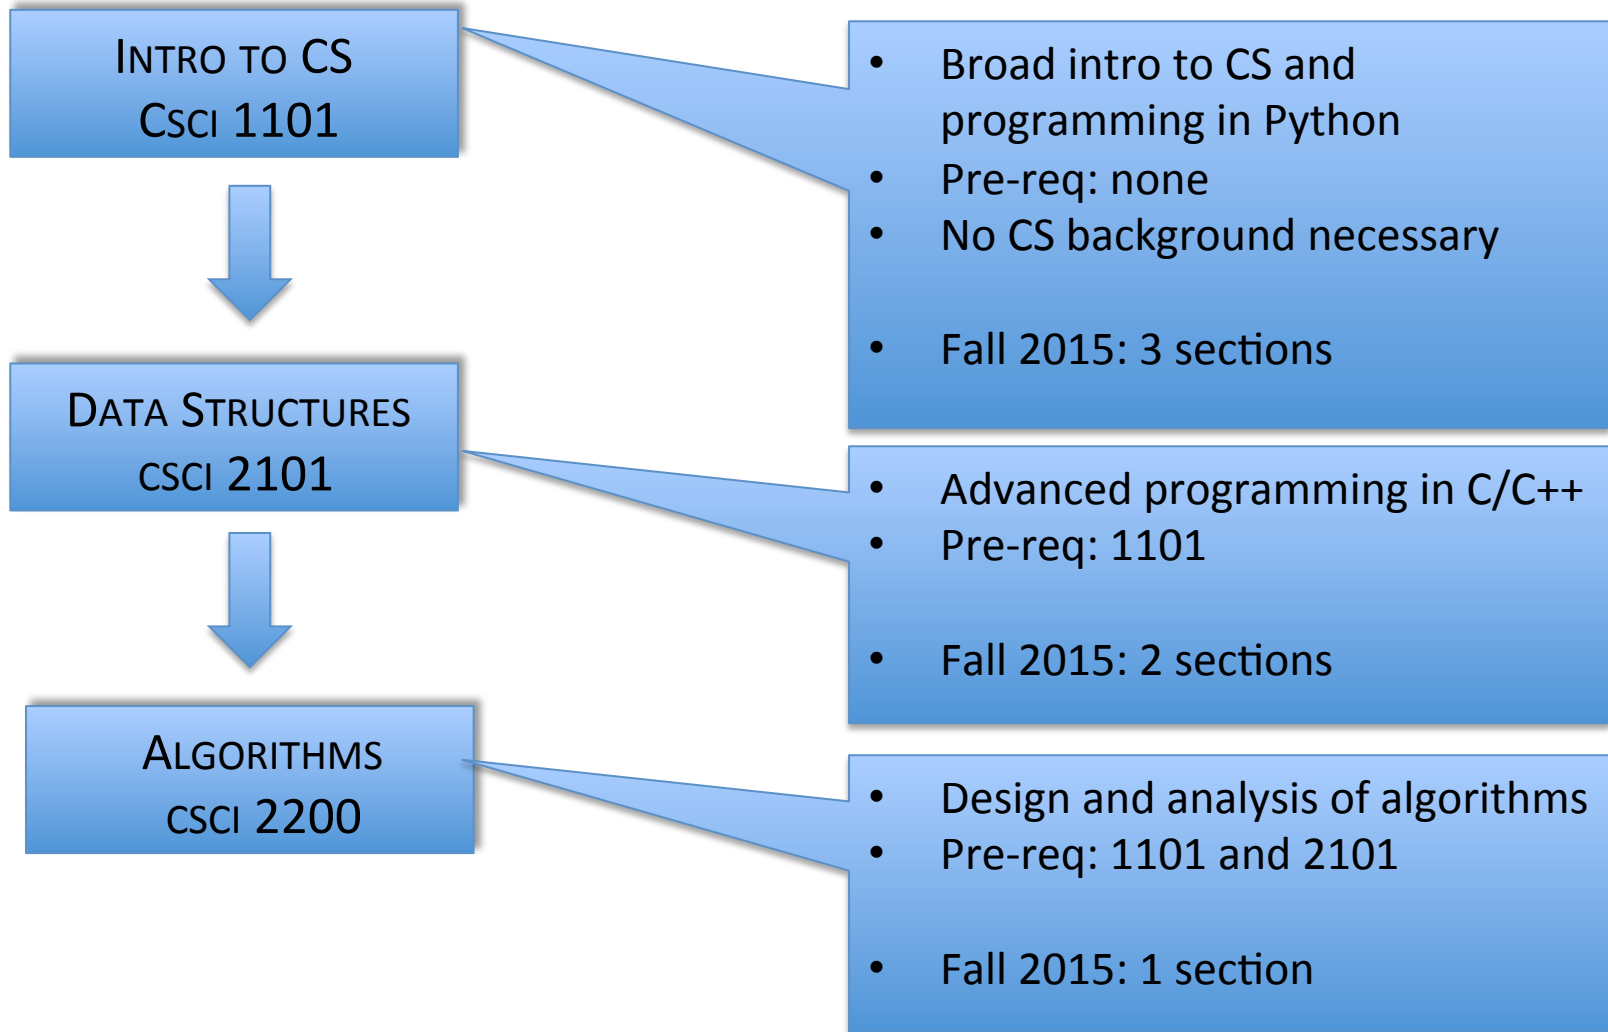 INTRO TO CS
CSCI 1101
• Broad intro to CS and
programming in Python
• Pre-req: none
• No CS background necessary
• Fall 2015: 3 sections
DATA STRUCTURES
CSCI 2101
• Advanced programming in C/C++
• Pre-req: 1101
• Fall 2015: 2 sections
ALGORITHMS
CSCI 2200
• Design and analysis of algorithms
• Pre-req: 1101 and 2101
• Fall 2015: 1 section